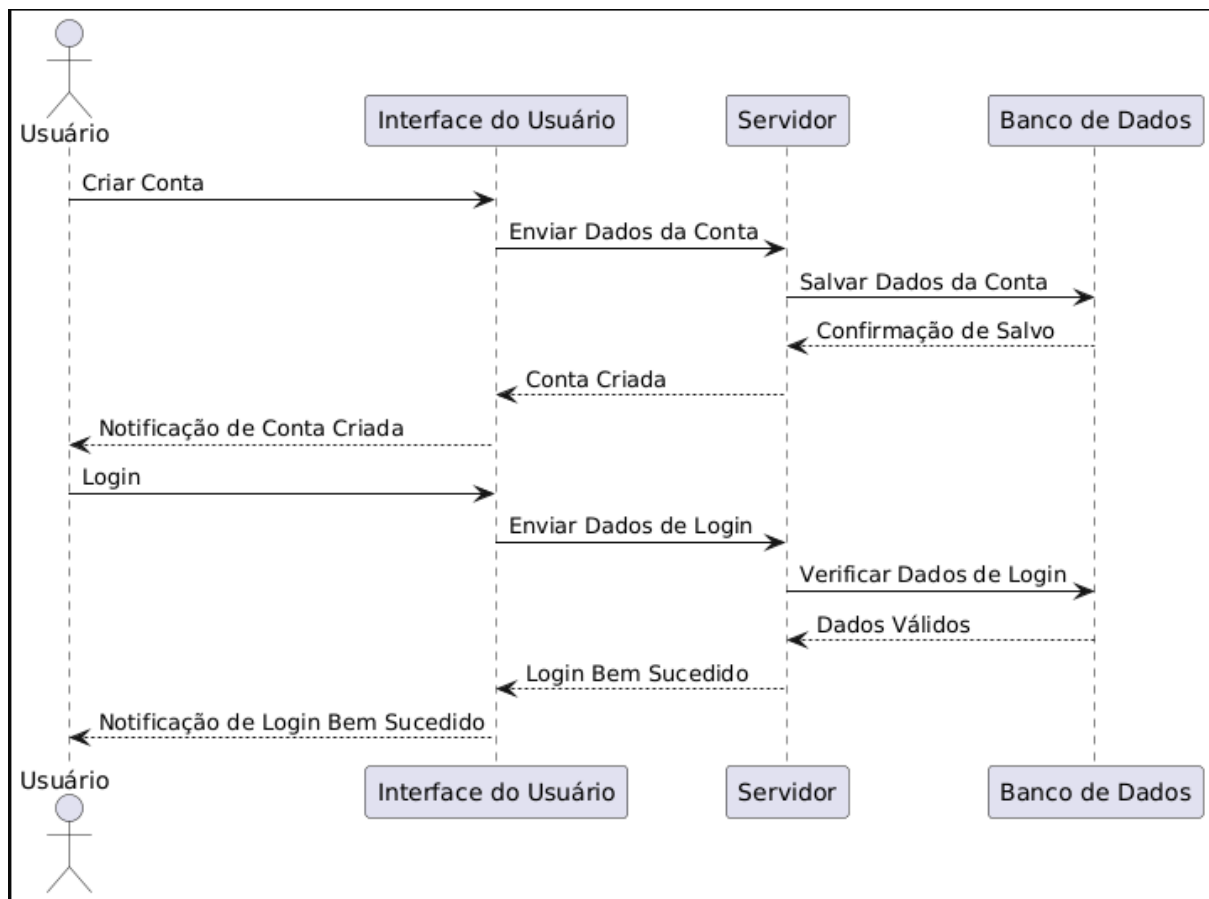 Usuário
Interface do Usuário
Servidor
Banco de Dados
Criar Conta
Enviar Dados da Conta
Salvar Dados da Conta
Confirmação de Salvo
Conta Criada
Notificação de Conta Criada
Login
Enviar Dados de Login
Verificar Dados de Login
Dados Válidos
Login Bem Sucedido
Notificação de Login Bem Sucedido
Usuário
Interface do Usuário
Servidor
Banco de Dados